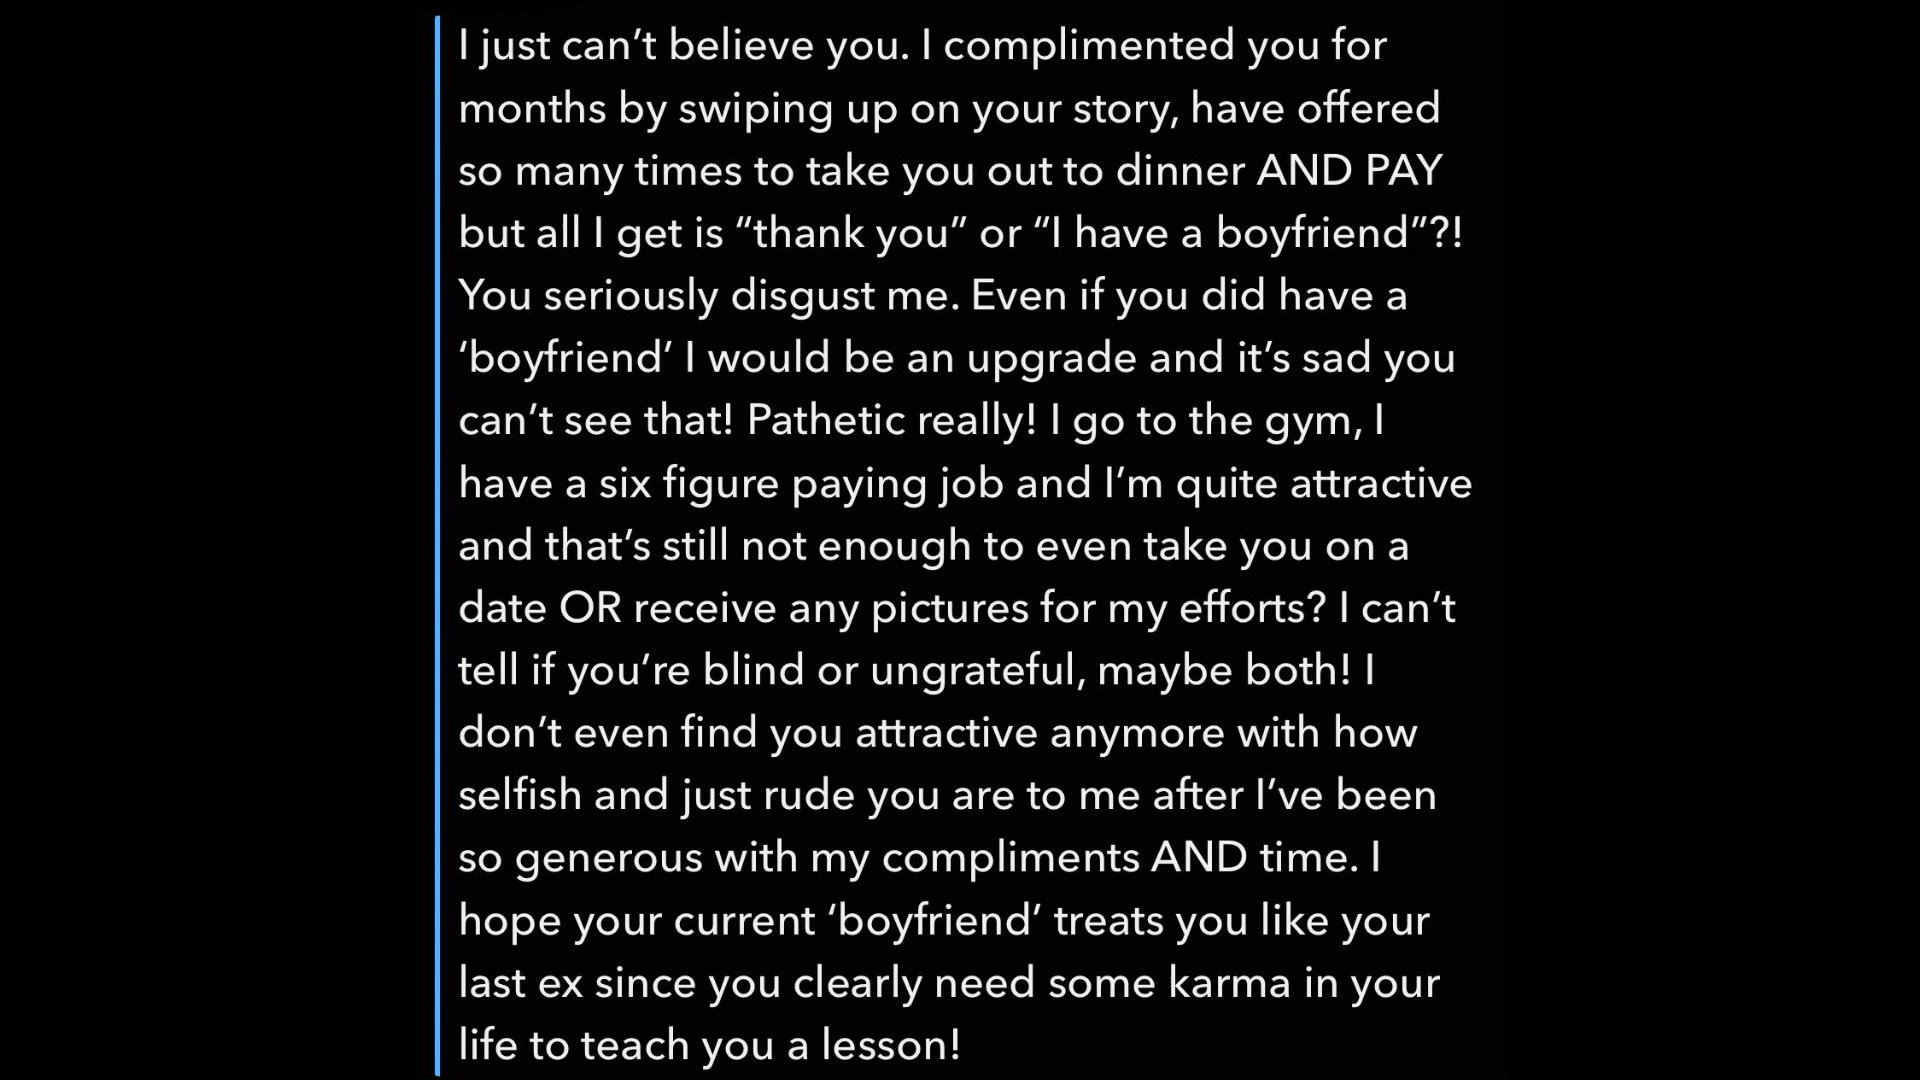 I just can’t believe you. I complimented you for
months by swiping up on your story, have offered
so many times to take you out to dinner AND PAY
but all I get is “thank you” or “I have a boyfriend”?!
You seriously disgust me. Even if you did have a
‘boyfriend’ I would be an upgrade and it’s sad you
can’t see that! Pathetic really! I go to the gym, I
have a six figure paying job and I’m quite attractive
and that’s still not enough to even take you on a
date OR receive any pictures for my efforts? I can’t
tell if you’re blind or ungrateful, maybe both! I
don’t even find you attractive anymore with how
selfish and just rude you are to me after I’ve been
so generous with my compliments AND time. I
hope your current ‘boyfriend’ treats you like your
last ex since you clearly need some karma in your
life to teach you a lesson!